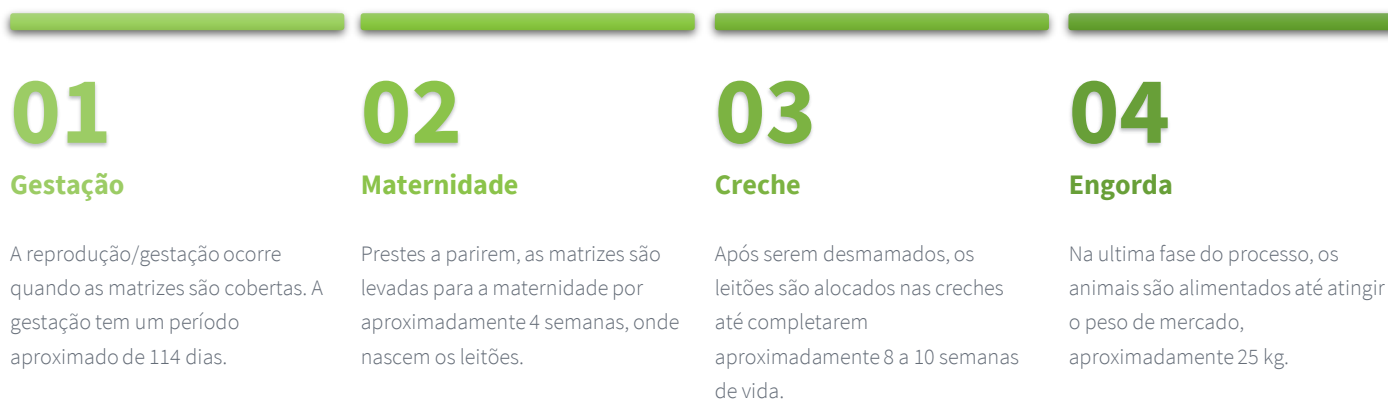 01
Gestação
A reprodução/gestação ocorre
quando as matrizes são cobertas. A
gestação tem um período
aproximado de 114 dias.
02
Maternidade
Prestes a parirem, as matrizes são
levadas para a maternidade por
aproximadamente 4 semanas, onde
nascem os leitões.
03
Creche
Após serem desmamados, os
leitões são alocados nas creches
até completarem
aproximadamente 8 a 10 semanas
de vida.
04
Engorda
Na ultima fase do processo, os
animais são alimentados até atingir
o peso de mercado,
aproximadamente 25 kg.